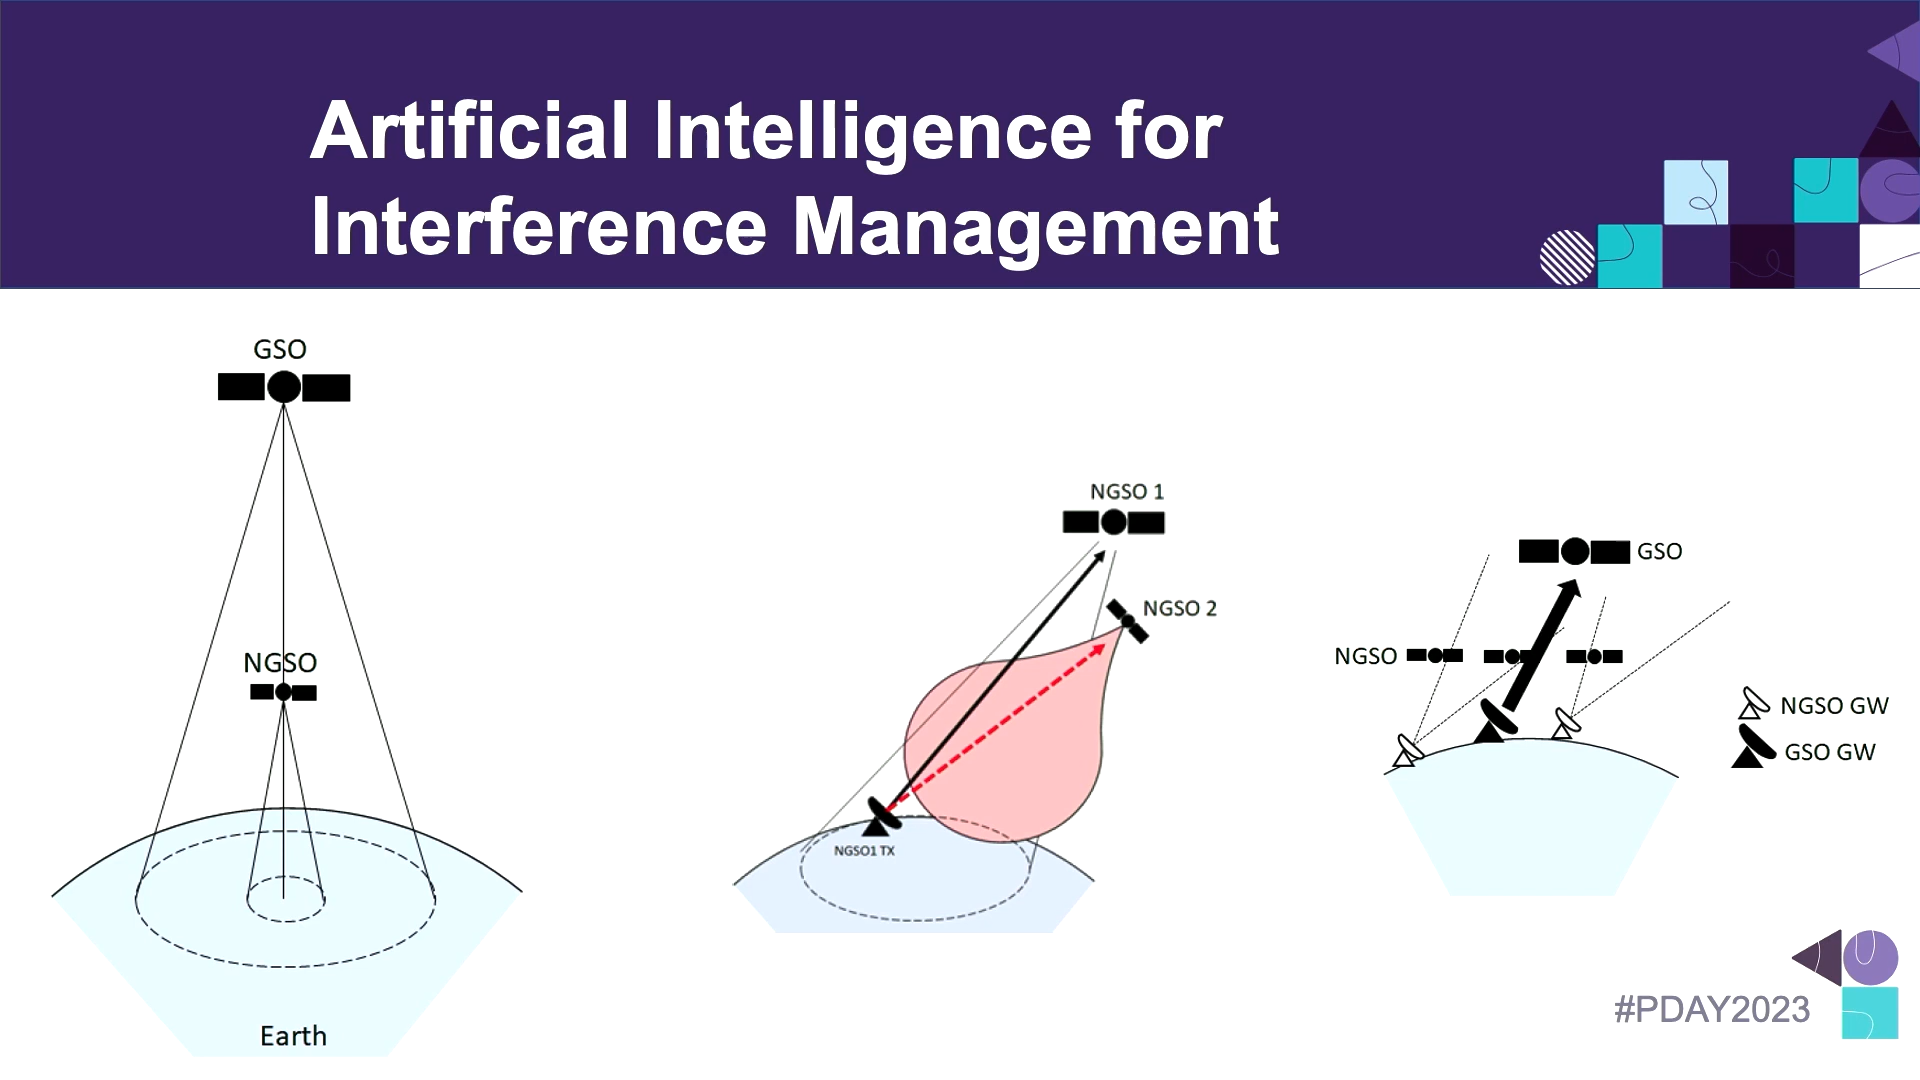 Artificial Intelligence for
Interference Management
GSO
NGSO
Earth
NGSO 1
NGSO 2
NGSO1 TX
GSO
NGSO
NGSO GW
GSO GW
#PDAY2023